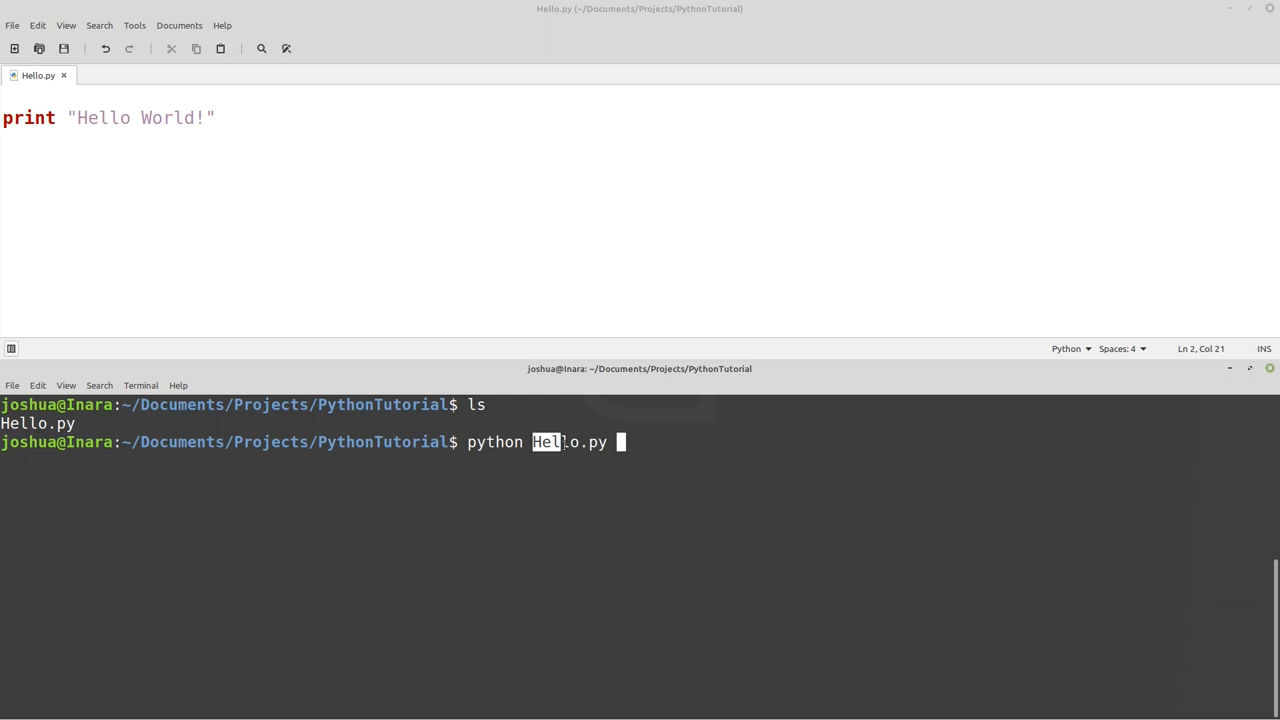 Hello.py (~/Documents/Projects/PythonTutorial)
File Edit View Search Tools Documents Help
Hello.py
print "Hello World!"
Python Spaces: 4 Ln 2, Col 21 INS
joshua@Inara: ~/Documents/Projects/PythonTutorial
File Edit View Search Terminal Help
joshua@Inara:~/Documents/Projects/PythonTutorial$ ls
Hello.py
joshua@Inara:~/Documents/Projects/PythonTutorial$ python Hello.py